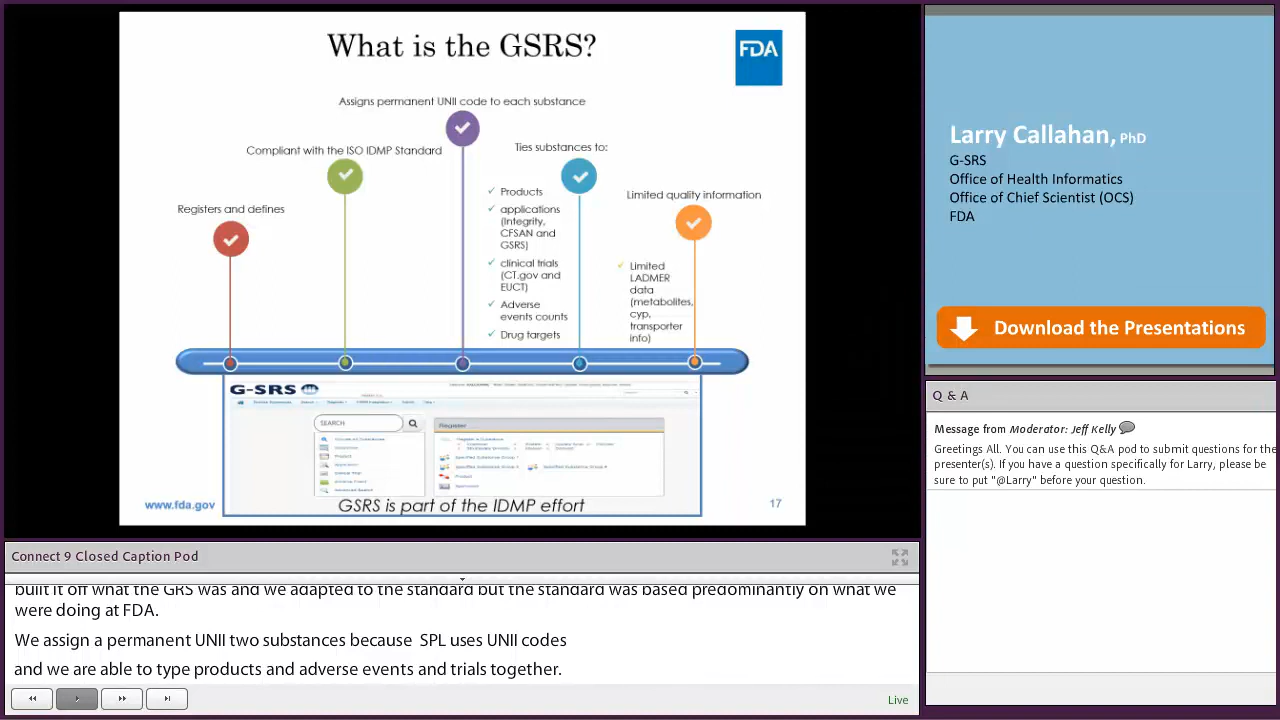 What is the GSRS?
FDA
Assigns permanent UNII code to each substance
Compliant with the ISO IDMP Standard
Ties substances to:
Registers and defines
Limited quality information
Products
applications
(Integrity,
CFSAN and
GSRS)
clinical trials
(CT.gov and
EUCT)
Adverse
events counts
Drug targets
Limited
LADMER
data
(metabolites,
cyp,
transporter
info)
G-SRS
SEARCH
Register
www.fda.gov
GSRS is part of the IDMP effort
17
Larry Callahan, PhD
G-SRS
Office of Health Informatics
Office of Chief Scientist (OCS)
FDA
Download the Presentations
Q & A
Message from Moderator: Jeff Kelly
Greetings All. You can use this Q&A pod to submit questions for the
presenter(s). If you have a question specifically for Larry, please be
sure to put "@Larry" before your question.
Connect 9 Closed Caption Pod
built it off what the GRS was and we adapted to the standard but the standard was based predominantly on what we
were doing at FDA.
We assign a permanent UNII two substances because SPL uses UNII codes
and we are able to type products and adverse events and trials together.
Live